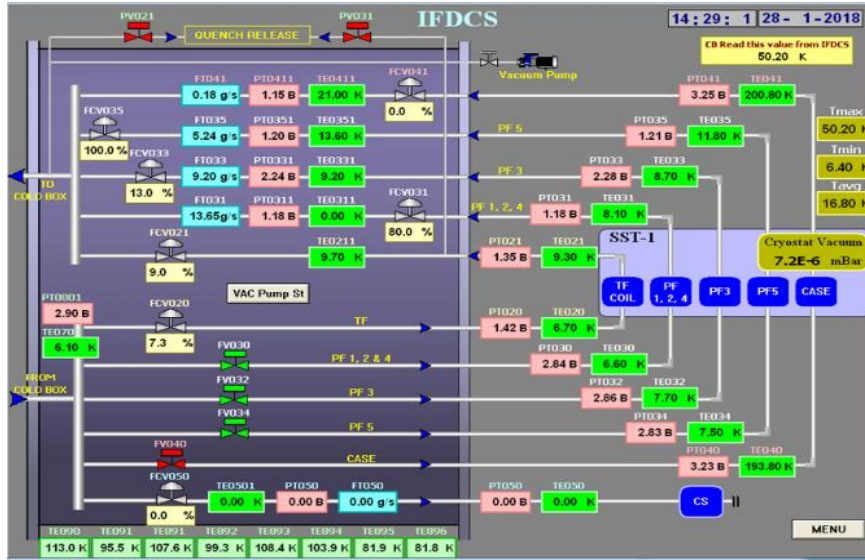 PV021 PV031 IFDCS 14: 29: 1 28- 1-2018
QUENCH RELEASE
CB Read this value from IFDCS
50.20 K
Vacuum Pump
FT041 PT0411 TE0411 FCV041 PT041 TE041
0.18 g/s 1.15 B 21.00 K 3.25 B 200.80 K
0.0 %
FCV035 FT035 PT0351 TE0351 PT035 TE035
5.24 g/s 1.20 B 13.60 K PF 5 1.21 B 11.80 K
100.0 %
Tmax
50.20
FCV033 FT033 PT0331 TE0331 PT033 TE033
9.20 g/s 2.24 B 9.20 K PF 3 2.28 B 8.70 K
13.0 %
Tmin
6.40
TO
COLD BOX
FT031 PT0311 TE0311 FCV031 PT031 TE031
13.65g/s 1.18 B 0.00 K PF 1, 2, 4 1.18 B 8.10 K
80.0 %
Tavg
16.80
FCV021 TE0211 PT021 TE021
9.70 K 1.35 B 9.30 K
9.0 %
SST-1
Cryostat Vacuum
7.2E-6 mBar
TF
COIL
PF
1, 2, 4
PF3
PF5
CASE
VAC Pump St
PT0801
2.90 B
TE070
6.10 K
FCV020 TF PT020 TE020
7.3 % 1.42 B 6.70 K
FV030 PF 1, 2 & 4 PT030 TE030
2.84 B 6.60 K
FROM
COLD BOX
FV032 PF 3 PT032 TE032
2.86 B 7.70 K
FV034 PF 5 PT034 TE034
2.83 B 7.50 K
FV040 CASE PT040 TE040
3.23 B 193.80 K
FCV050 TE0501 PT050 FT050 PT050 TE050
0.00 K 0.00 B 0.00 g/s 0.00 B 0.00 K CS
0.0 %
TE090 TE091 TE891 TE892 TE893 TE894 TE895 TE896
113.0 K 95.5 K 107.6 K 99.3 K 108.4 K 103.9 K 81.9 K 81.8 K
MENU